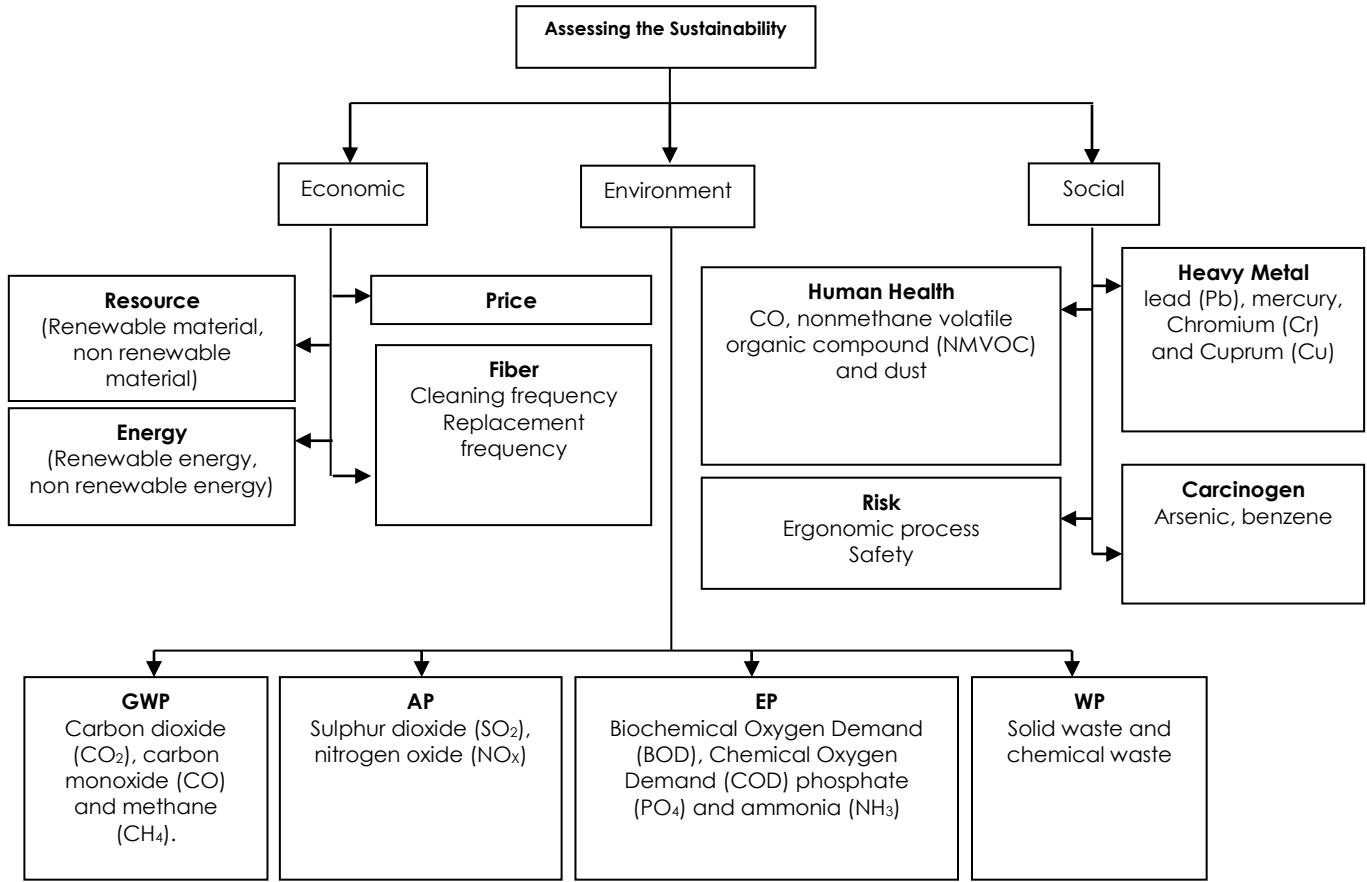 Assessing the Sustainability
Economic
Environment
Social
Resource
(Renewable material,
non renewable
material)
Price
Energy
(Renewable energy,
non renewable energy)
Fiber
Cleaning frequency
Replacement
frequency
Human Health
CO, nonmethane volatile
organic compound (NMVOC)
and dust
Heavy Metal
lead (Pb), mercury,
Chromium (Cr)
and Cuprum (Cu)
Risk
Ergonomic process
Safety
Carcinogen
Arsenic, benzene
GWP
Carbon dioxide
(CO₂), carbon
monoxide (CO)
and methane
(CH₄).
AP
Sulphur dioxide (SO₂),
nitrogen oxide (NOₓ)
EP
Biochemical Oxygen Demand
(BOD), Chemical Oxygen
Demand (COD) phosphate
(PO₄) and ammonia (NH₃)
WP
Solid waste and
chemical waste